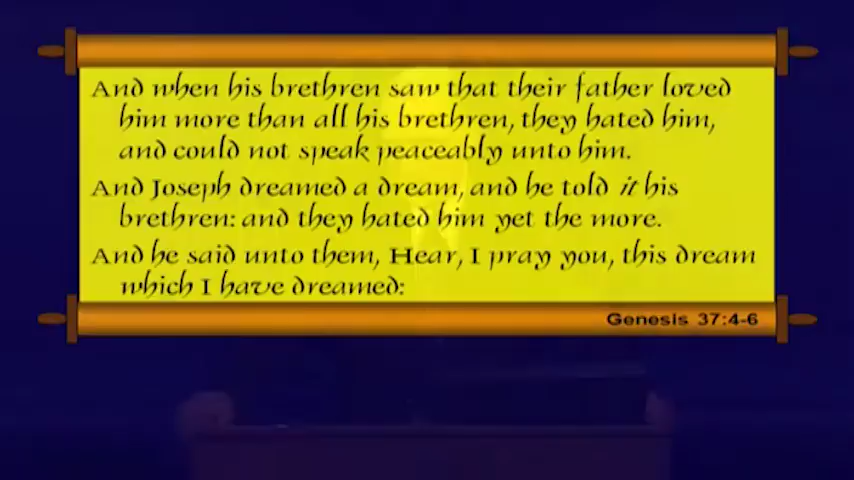 And when his brethren saw that their father loved
him more than all his brethren, they hated him,
and could not speak peaceably unto him.
And Joseph dreamed a dream, and he told it his
brethren: and they hated him yet the more.
And he said unto them, Hear, I pray you, this dream
which I have dreamed:
Genesis 37:4-6